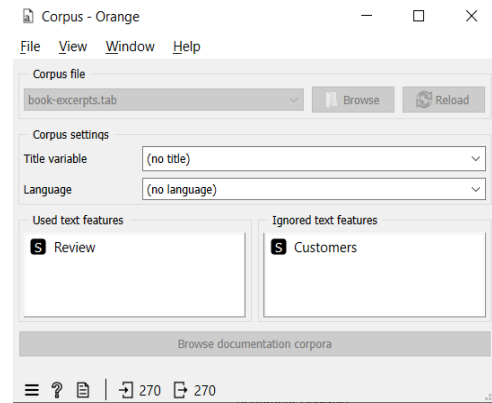 Corpus - Orange
File View Window Help
Corpus file
book-excerpts.tab Browse Reload
Corpus settings
Title variable (no title)
Language (no language)
Used text features Ignored text features
S Review S Customers
Browse documentation corpora
? 270 270